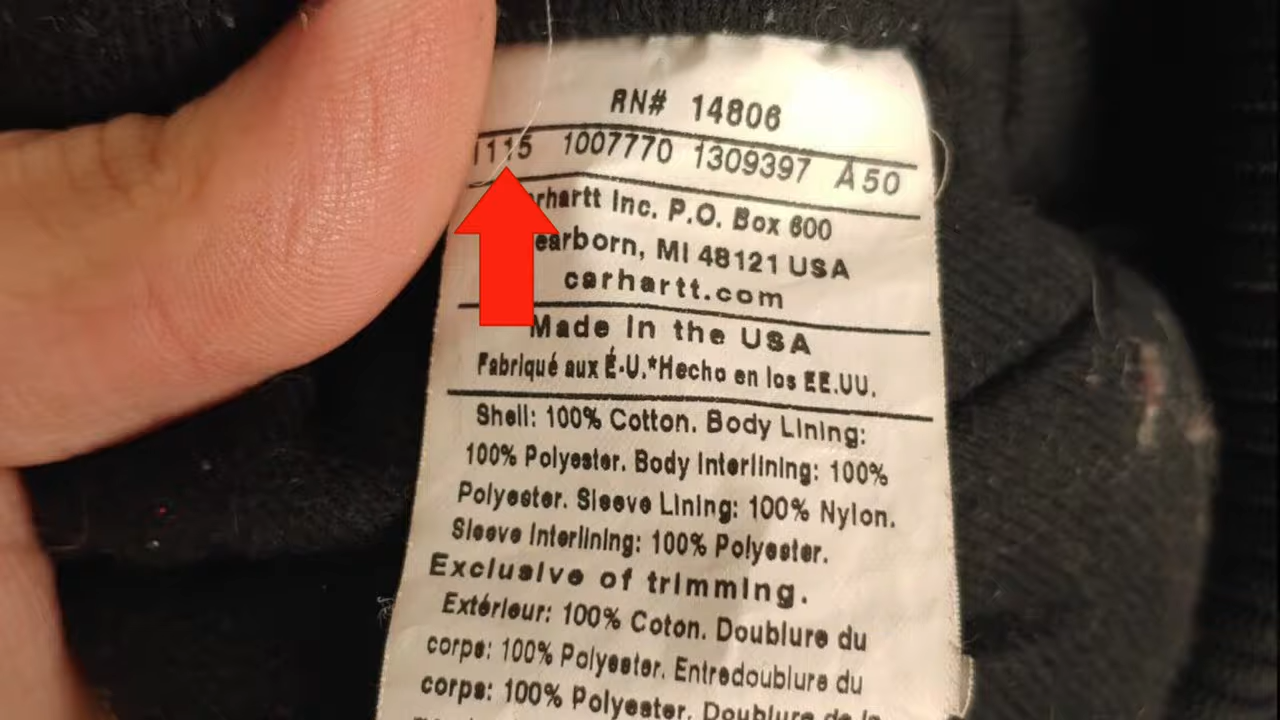 RN# 14806
1115 1007770 1309397 A50
rhartt Inc. P.O. Box 600
earborn, MI 48121 USA
carhartt.com
Made in the USA
Fabriqué aux É-U.*Hecho en los EE.UU.
Shell: 100% Cotton. Body Lining:
100% Polyester. Body Interlining: 100%
Polyester. Sleeve Lining: 100% Nylon.
Sleeve Interlining: 100% Polyester.
Exclusive of trimming.
Extérieur: 100% Coton. Doublure du
corps: 100% Polyester. Entredoublure du
corps: 100% Polyester. Doublure de la